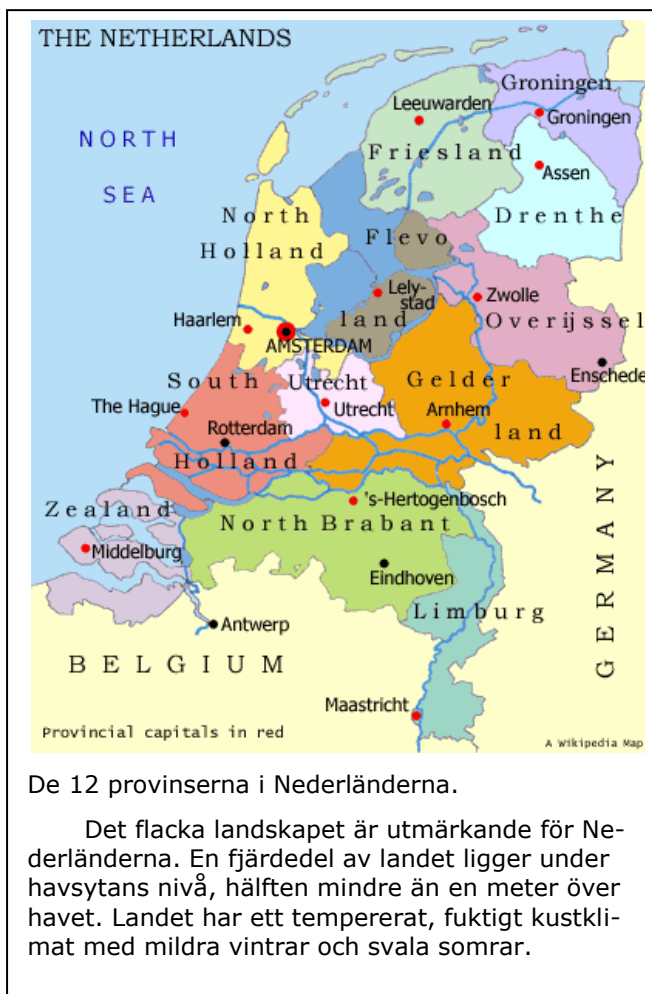 THE NETHERLANDS
Groningen
Leeuwarden
Groningen
NORTH
Friesland
Assen
SEA
North
Drenthe
Holland
Flevo
Lely-
stad
Zwolle
land
Overijssel
Haarlem
AMSTERDAM
Enschede
South
Utrecht
Gelder
The Hague
Utrecht
Arnhem
Rotterdam
land
Holland
Zealand
's-Hertogenbosch
North Brabant
Middelburg
Eindhoven
GERMANY
Limburg
Antwerp
BELGIUM
Maastricht
Provincial capitals in red
A Wikipedia Map
De 12 provinserna i Nederländerna.
Det flacka landskapet är utmärkande för Ne-
derländerna. En fjärdedel av landet ligger under
havsytans nivå, hälften mindre än en meter över
havet. Landet har ett tempererat, fuktigt kustkli-
mat med mildra vintrar och svala somrar.